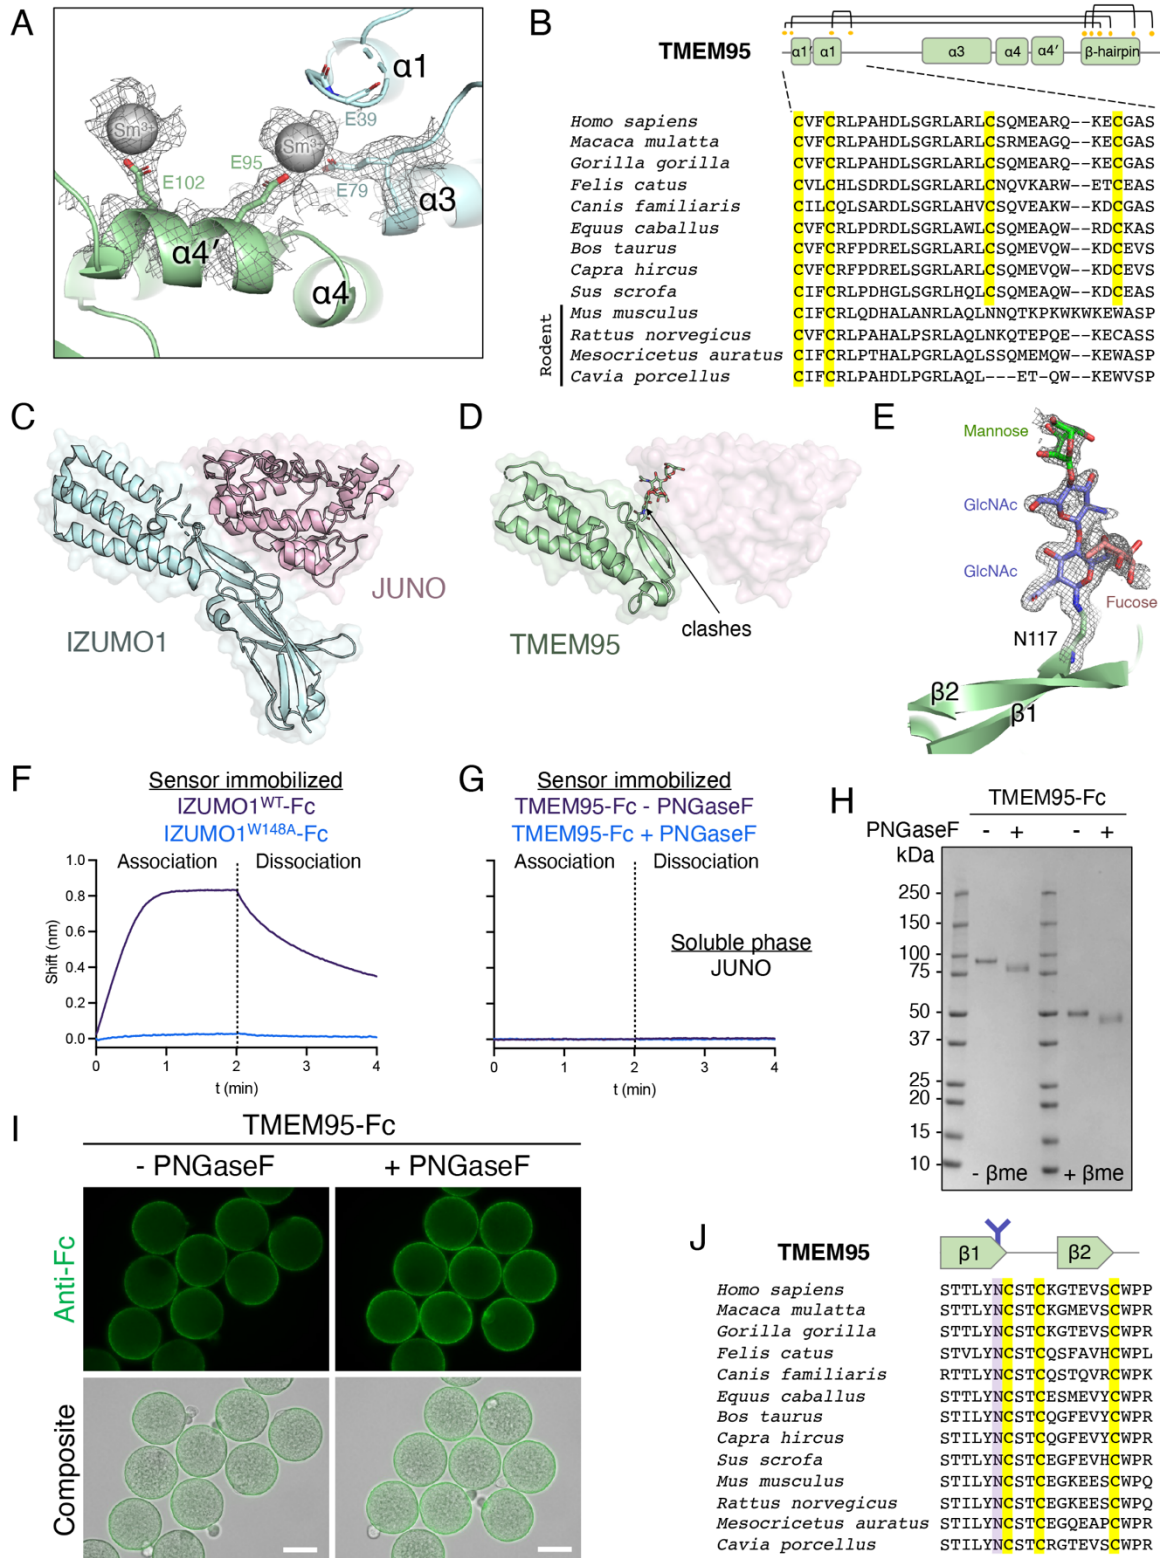 A
α1
E39
Sm³⁺
Sm³⁺
E95
E102
E79
α3
α4′
α4
B
TMEM95
α1′
α1
α3
α4
α4′
β-hairpin
Homo sapiens CVFCRLPAHDLSGRLARLCSQMEARQ--KECGAS
Macaca mulatta CVFCRLPAHDLSGRLARLCSRMEAGQ--KECGAS
Gorilla gorilla CVFCRLPAHDLSGRLARLCSQMEARQ--KECGAS
Felis catus CVLCHLSDRDLSGRLARLCNQVKARW--ETCEAS
Canis familiaris CILCQLSARDLSGRLAHVCSQVEAKW--KDCGAS
Equus caballus CVFCRLPDRDLSGRLAWLCSQMEARQ--RDCKAS
Bos taurus CVFCRFPDRELSGRLARLCSQMEVQW--KDCEVS
Capra hircus CVFCRFPDRELSGRLARLCSQMEVQW--KDCEVS
Sus scrofa CIFCRLPDHGLSGRLHQLCSQMEAQW--KDCEAS
Rodent
Mus musculus CIFCRLQDHALANRLAQLNNQTKPKWKWKEWASP
Rattus norvegicus CVFCRLPAHALPSRLAQLNKQTEPQE--KECASS
Mesocricetus auratus CIFCRLPTHALPGRLAQLSSQMEMQW--KEWASP
Cavia porcellus CIFCRLPAHDLPGRLAQL---ET-QW--KEWVSP
C
JUNO
IZUMO1
D
TMEM95
clashes
E
Mannose
GlcNAc
GlcNAc
Fucose
N117
β2
β1
F
Sensor immobilized
IZUMO1ᵂᵀ-Fc
IZUMO1ᵂ¹⁴⁸ᴬ-Fc
Association Dissociation
Shift (nm)
1.0
0.8
0.6
0.4
0.2
0.0
0 1 2 3 4
t (min)
G
Sensor immobilized
TMEM95-Fc - PNGaseF
TMEM95-Fc + PNGaseF
Association Dissociation
Soluble phase
JUNO
0 1 2 3 4
t (min)
H
TMEM95-Fc
PNGaseF - + - +
kDa
250
150
100
75
50
37
25
20
15
10
- βme + βme
I
TMEM95-Fc
- PNGaseF + PNGaseF
Anti-Fc
Composite
J
TMEM95
β1
β2
Homo sapiens STTLYNCSTCKGTEVSCWPP
Macaca mulatta STTLYNCSTCKGMEVSCWPR
Gorilla gorilla STTLYNCSTCKGTEVSCWPR
Felis catus STVLYNCSTCQSFAVHCWPL
Canis familiaris RTTLYNCSTCQSTQVRCWPK
Equus caballus STTLYNCSTCESMEVYCWPR
Bos taurus STILYNCSTCQGFEVYCWPR
Capra hircus STILYNCSTCQGFEVYCWPR
Sus scrofa STTLYNCSTCGGFEVHCWPR
Mus musculus STILYNCSTCEGKEESCWPQ
Rattus norvegicus STILYNCSTCEGKEESCWPQ
Mesocricetus auratus STILYNCSTCEGQEAPCWPR
Cavia porcellus STILYNCSTCRGTEVSCWPR